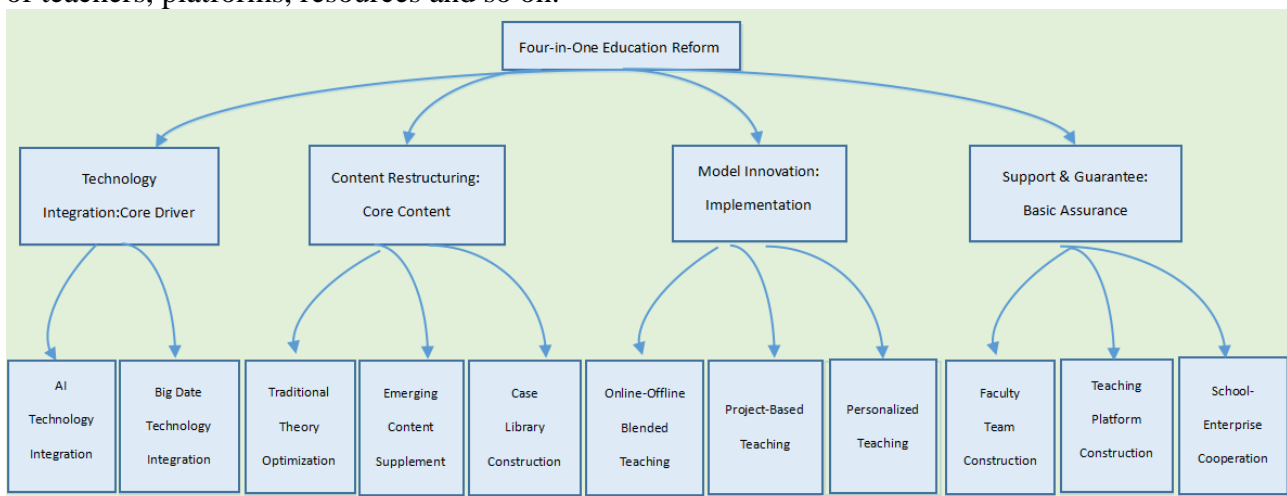 of teachers, platforms, resources and so on.
Four-in-One Education Reform
Technology
Integration:Core Driver
Content Restructuring:
Core Content
Model Innovation:
Implementation
Support & Guarantee:
Basic Assurance
AI
Technology
Integration
Big Date
Technology
Integration
Traditional
Theory
Optimization
Emerging
Content
Supplement
Case
Library
Construction
Online-Offline
Blended
Teaching
Project-Based
Teaching
Personalized
Teaching
Faculty
Team
Construction
Teaching
Platform
Construction
School-
Enterprise
Cooperation